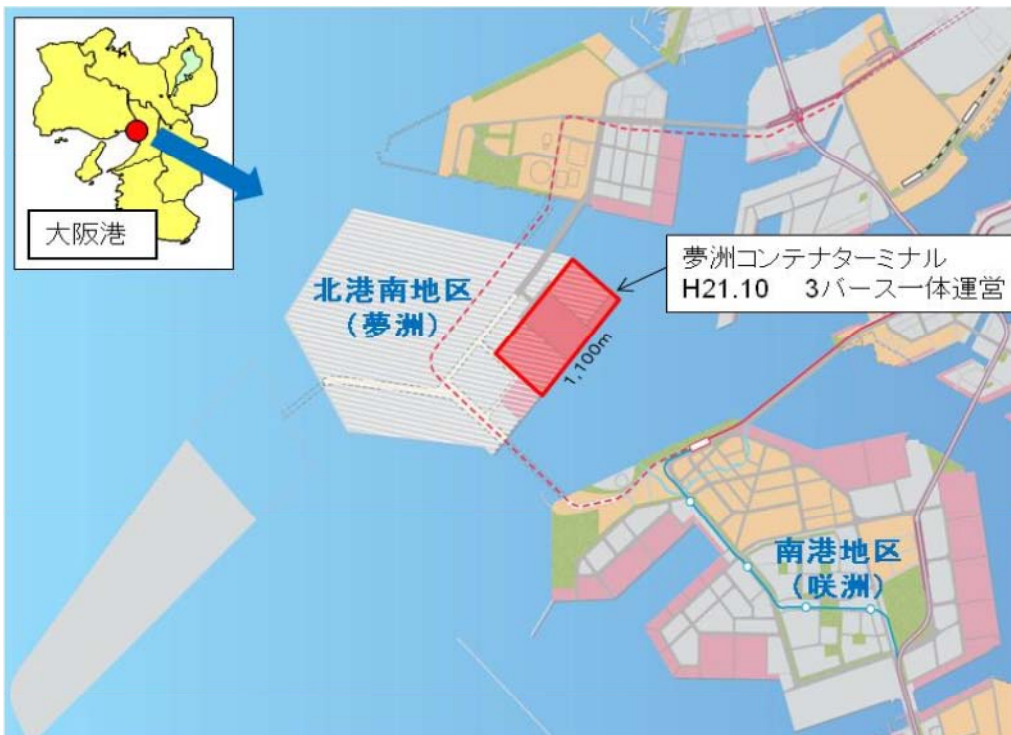 大阪港
北港南地区
(夢洲)
夢洲コンテナターミナル
H21.10 3バース一体運営
1,100m
南港地区
(咲洲)